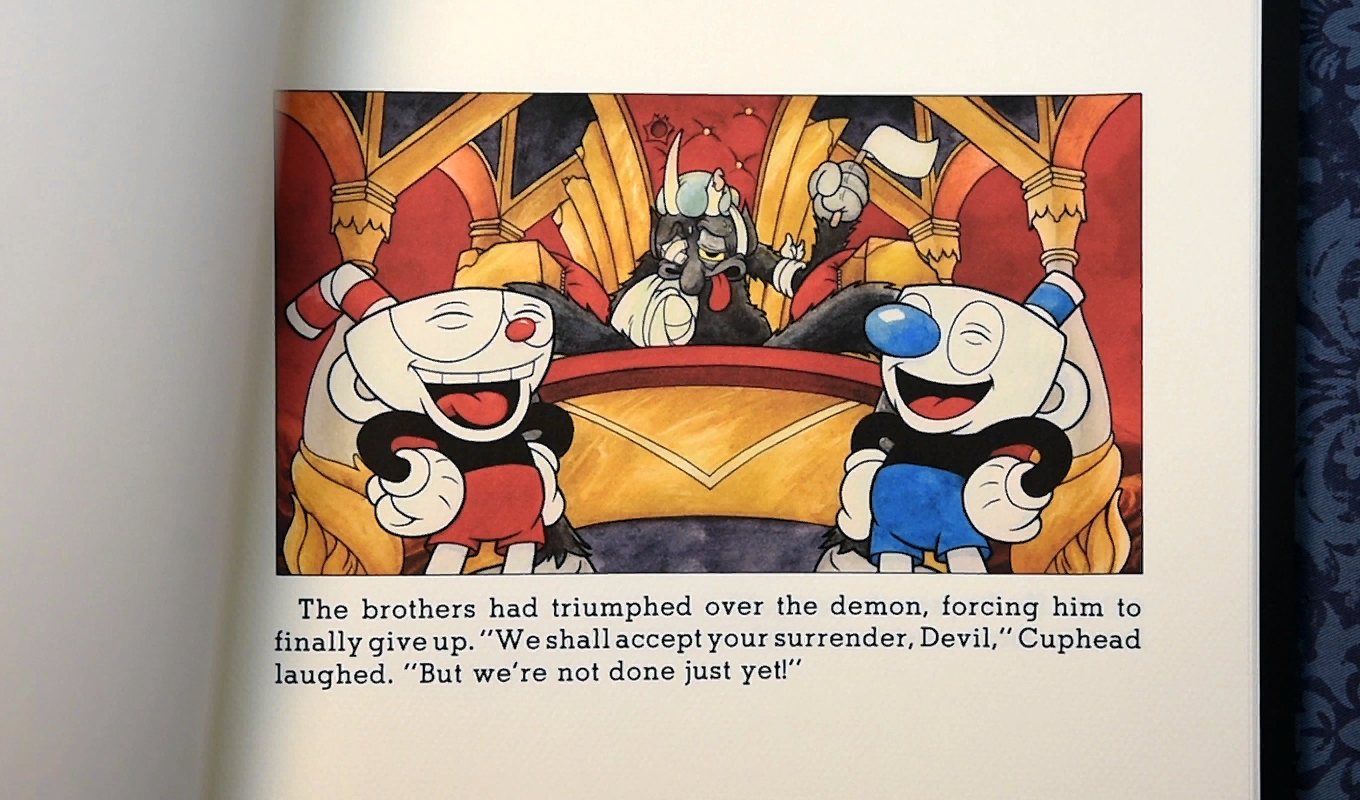 The brothers had triumphed over the demon, forcing him to
finally give up. "We shall accept your surrender, Devil," Cuphead
laughed. "But we're not done just yet!"